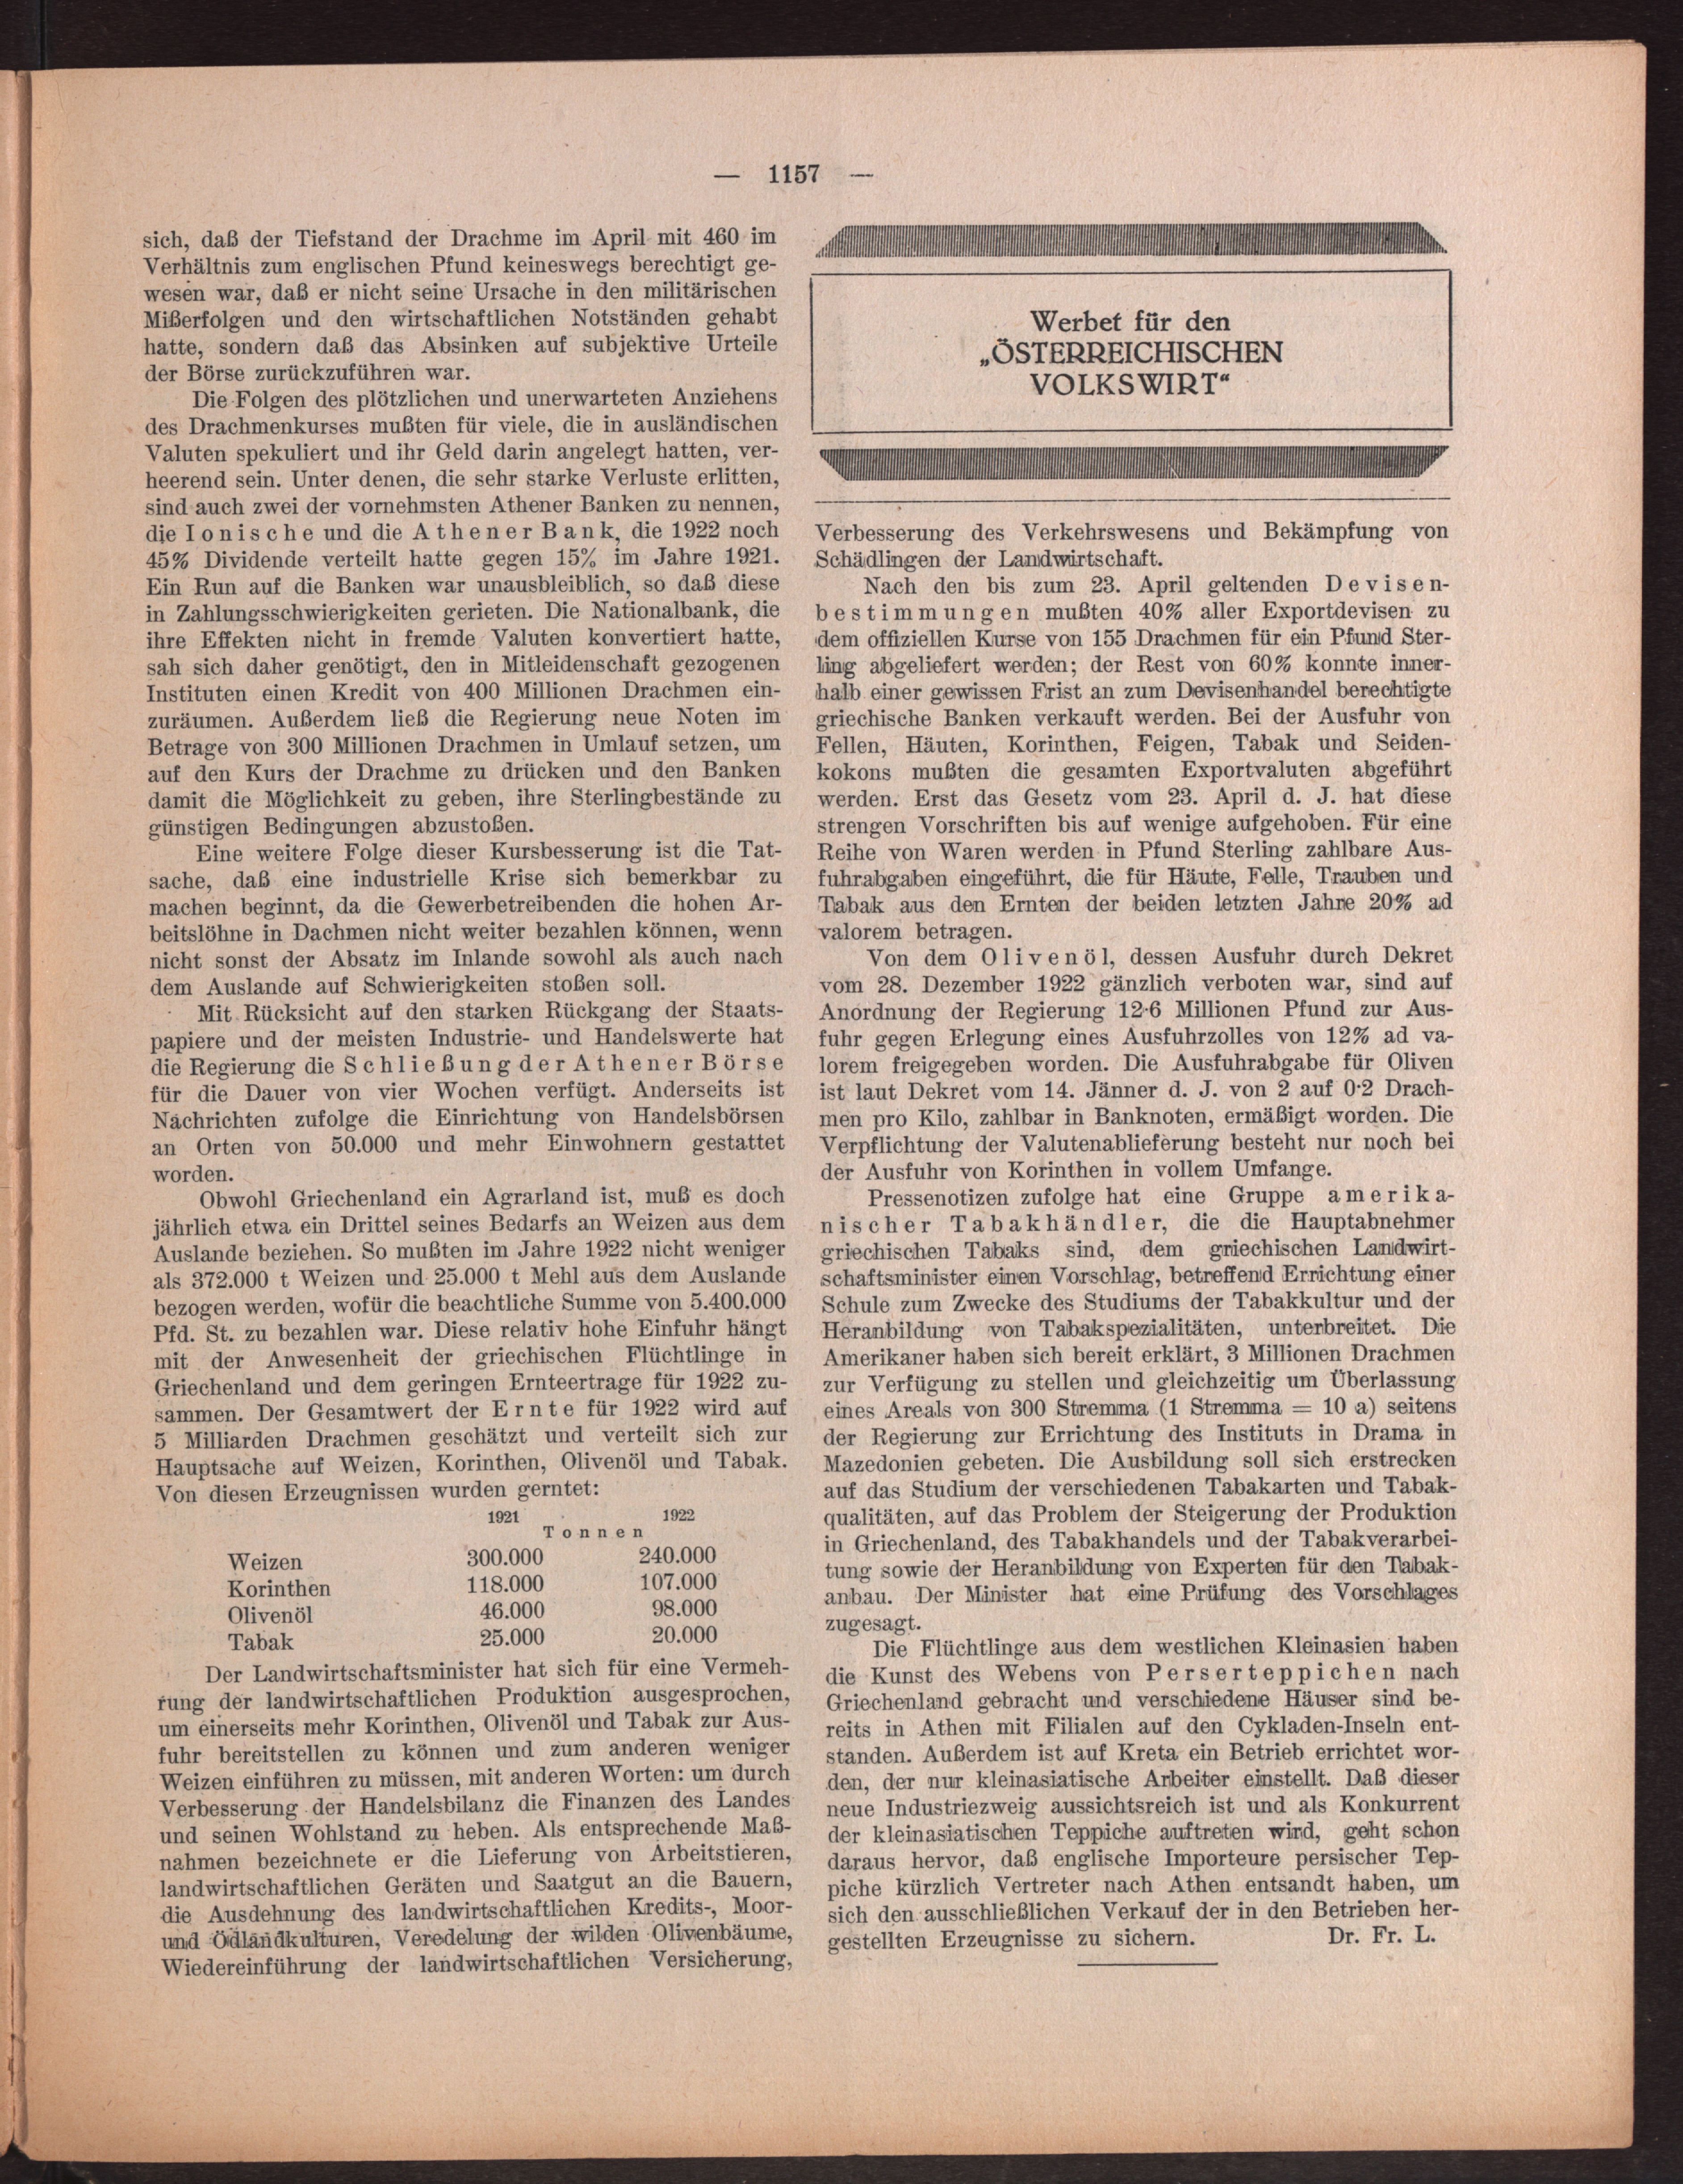 — 1157 —
sich, daß der Tiefstand der Drachme im April mit 460 im
Verhältnis zum englischen Pfund keineswegs berechtigt ge-
wesen war, daß er nicht seine Ursache in den militärischen
Mißerfolgen und den wirtschaftlichen Notständen gehabt
hatte, sondern daß das Absinken auf subjektive Urteile
der Börse zurückzuführen war.
Die Folgen des plötzlichen und unerwarteten Anziehens
des Drachmenkurses mußten für viele, die in ausländischen
Valuten spekuliert und ihr Geld darin angelegt hatten, ver-
heerend sein. Unter denen, die sehr starke Verluste erlitten,
sind auch zwei der vornehmsten Athener Banken zu nennen,
die Ionische und die Athener Bank, die 1922 noch
45% Dividende verteilt hatte gegen 15% im Jahre 1921.
Ein Run auf die Banken war unausbleiblich, so daß diese
in Zahlungsschwierigkeiten gerieten. Die Nationalbank, die
ihre Effekten nicht in fremde Valuten konvertiert hatte,
sah sich daher genötigt, den in Mitleidenschaft gezogenen
Instituten einen Kredit von 400 Millionen Drachmen ein-
zuräumen. Außerdem ließ die Regierung neue Noten im
Betrage von 300 Millionen Drachmen in Umlauf setzen, um
auf den Kurs der Drachme zu drücken und den Banken
damit die Möglichkeit zu geben, ihre Sterlingbestände zu
günstigen Bedingungen abzustoßen.
Eine weitere Folge dieser Kursbesserung ist die Tat-
sache, daß eine industrielle Krise sich bemerkbar zu
machen beginnt, da die Gewerbetreibenden die hohen Ar-
beitslöhne in Dachmen nicht weiter bezahlen können, wenn
nicht sonst der Absatz im Inlande sowohl als auch nach
dem Auslande auf Schwierigkeiten stoßen soll.
Mit Rücksicht auf den starken Rückgang der Staats-
papiere und der meisten Industrie- und Handelswerte hat
die Regierung die Schließung der Athener Börse
für die Dauer von vier Wochen verfügt. Anderseits ist
Nachrichten zufolge die Einrichtung von Handelsbörsen
an Orten von 50.000 und mehr Einwohnern gestattet
worden.
Obwohl Griechenland ein Agrarland ist, muß es doch
jährlich etwa ein Drittel seines Bedarfs an Weizen aus dem
Auslande beziehen. So mußten im Jahre 1922 nicht weniger
als 372.000 t Weizen und 25.000 t Mehl aus dem Auslande
bezogen werden, wofür die beachtliche Summe von 5.400.000
Pfd. St. zu bezahlen war. Diese relativ hohe Einfuhr hängt
mit der Anwesenheit der griechischen Flüchtlinge in
Griechenland und dem geringen Ernteertrage für 1922 zu-
sammen. Der Gesamtwert der Ernte für 1922 wird auf
5 Milliarden Drachmen geschätzt und verteilt sich zur
Hauptsache auf Weizen, Korinthen, Olivenöl und Tabak.
Von diesen Erzeugnissen wurden gerntet:
1921 1922
Tonnen
Weizen 300.000 240.000
Korinthen 118.000 107.000
Olivenöl 46.000 98.000
Tabak 25.000 20.000
Der Landwirtschaftsminister hat sich für eine Vermeh-
rung der landwirtschaftlichen Produktion ausgesprochen,
um einerseits mehr Korinthen, Olivenöl und Tabak zur Aus-
fuhr bereitstellen zu können und zum anderen weniger
Weizen einführen zu müssen, mit anderen Worten: um durch
Verbesserung der Handelsbilanz die Finanzen des Landes
und seinen Wohlstand zu heben. Als entsprechende Maß-
nahmen bezeichnete er die Lieferung von Arbeitstieren,
landwirtschaftlichen Geräten und Saatgut an die Bauern,
die Ausdehnung des landwirtschaftlichen Kredits-, Moor-
und Ödlandkulturen, Veredelung der wilden Olivenbäume,
Wiedereinführung der landwirtschaftlichen Versicherung,
Werbet für den
„ÖSTERREICHISCHEN
VOLKSWIRT“
Verbesserung des Verkehrswesens und Bekämpfung von
Schädlingen der Landwirtschaft.
Nach den bis zum 23. April geltenden Devisen-
bestimmungen mußten 40% aller Exportdevisen zu
dem offiziellen Kurse von 155 Drachmen für ein Pfund Ster-
ling abgeliefert werden; der Rest von 60% konnte inner-
halb einer gewissen Frist an zum Devisenhandel berechtigte
griechische Banken verkauft werden. Bei der Ausfuhr von
Fellen, Häuten, Korinthen, Feigen, Tabak und Seiden-
kokons mußten die gesamten Exportvaluten abgeführt
werden. Erst das Gesetz vom 23. April d. J. hat diese
strengen Vorschriften bis auf wenige aufgehoben. Für eine
Reihe von Waren werden in Pfund Sterling zahlbare Aus-
fuhrabgaben eingeführt, die für Häute, Felle, Trauben und
Tabak aus den Ernten der beiden letzten Jahre 20% ad
valorem betragen.
Von dem Olivenöl, dessen Ausfuhr durch Dekret
vom 28. Dezember 1922 gänzlich verboten war, sind auf
Anordnung der Regierung 12·6 Millionen Pfund zur Aus-
fuhr gegen Erlegung eines Ausfuhrzolles von 12% ad va-
lorem freigegeben worden. Die Ausfuhrabgabe für Oliven
ist laut Dekret vom 14. Jänner d. J. von 2 auf 0·2 Drach-
men pro Kilo, zahlbar in Banknoten, ermäßigt worden. Die
Verpflichtung der Valutenablieferung besteht nur noch bei
der Ausfuhr von Korinthen in vollem Umfange.
Pressenotizen zufolge hat eine Gruppe amerika-
nischer Tabakhändler, die die Hauptabnehmer
griechischen Tabaks sind, dem griechischen Landwirt-
schaftsminister einen Vorschlag, betreffend Errichtung einer
Schule zum Zwecke des Studiums der Tabakkultur und der
Heranbildung von Tabakspezialitäten, unterbreitet. Die
Amerikaner haben sich bereit erklärt, 3 Millionen Drachmen
zur Verfügung zu stellen und gleichzeitig um Überlassung
eines Areals von 300 Stremma (1 Stremma = 10 a) seitens
der Regierung zur Errichtung des Instituts in Drama in
Mazedonien gebeten. Die Ausbildung soll sich erstrecken
auf das Studium der verschiedenen Tabakarten und Tabak-
qualitäten, auf das Problem der Steigerung der Produktion
in Griechenland, des Tabakhandels und der Tabakverarbei-
tung sowie der Heranbildung von Experten für den Tabak-
anbau. Der Minister hat eine Prüfung des Vorschlages
zugesagt.
Die Flüchtlinge aus dem westlichen Kleinasien haben
die Kunst des Webens von Perserteppichen nach
Griechenland gebracht und verschiedene Häuser sind be-
reits in Athen mit Filialen auf den Cykladen-Inseln ent-
standen. Außerdem ist auf Kreta ein Betrieb errichtet wor-
den, der nur kleinasiatische Arbeiter einstellt. Daß dieser
neue Industriezweig aussichtsreich ist und als Konkurrent
der kleinasiatischen Teppiche auftreten wird, geht schon
daraus hervor, daß englische Importeure persischer Tep-
piche kürzlich Vertreter nach Athen entsandt haben, um
sich den ausschließlichen Verkauf der in den Betrieben her-
gestellten Erzeugnisse zu sichern. Dr. Fr. L.